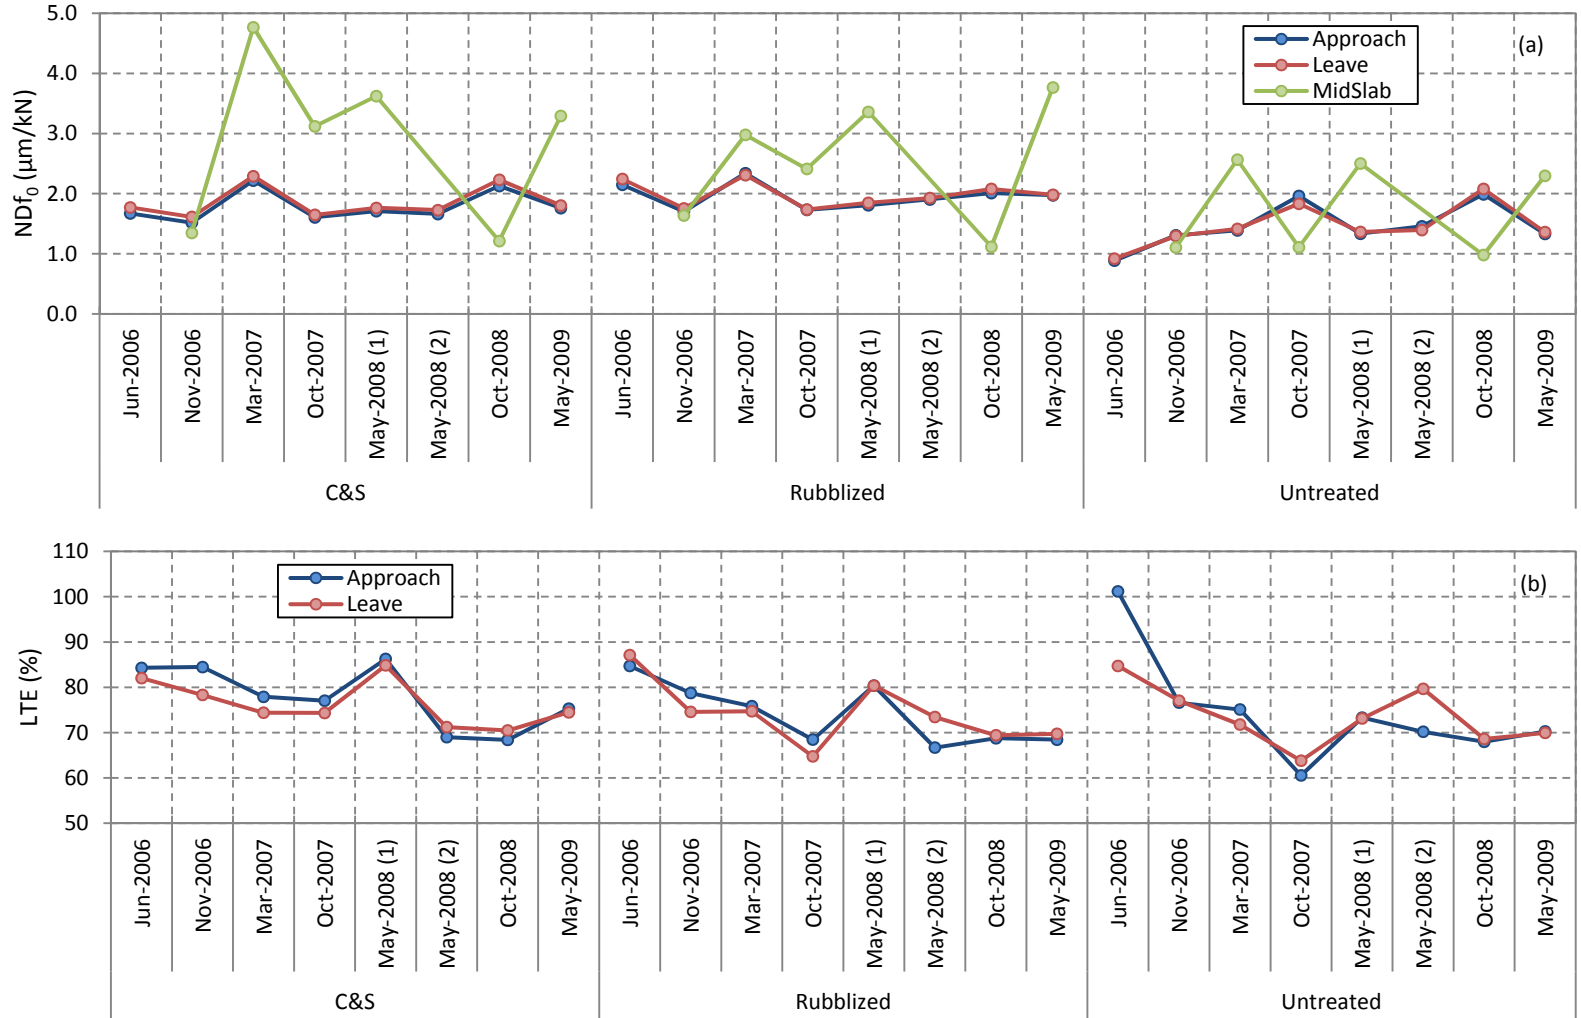 5.0
4.0
3.0
2.0
1.0
0.0
NDf0 (µm/kN)
Approach
Leave
MidSlab
(a)
Jun-2006
Nov-2006
Mar-2007
Oct-2007
May-2008 (1)
May-2008 (2)
Oct-2008
May-2009
Jun-2006
Nov-2006
Mar-2007
Oct-2007
May-2008 (1)
May-2008 (2)
Oct-2008
May-2009
Jun-2006
Nov-2006
Mar-2007
Oct-2007
May-2008 (1)
May-2008 (2)
Oct-2008
May-2009
C&S
Rubblized
Untreated
110
100
90
80
70
60
50
LTE (%)
Approach
Leave
(b)
Jun-2006
Nov-2006
Mar-2007
Oct-2007
May-2008 (1)
May-2008 (2)
Oct-2008
May-2009
Jun-2006
Nov-2006
Mar-2007
Oct-2007
May-2008 (1)
May-2008 (2)
Oct-2008
May-2009
Jun-2006
Nov-2006
Mar-2007
Oct-2007
May-2008 (1)
May-2008 (2)
Oct-2008
May-2009
C&S
Rubblized
Untreated